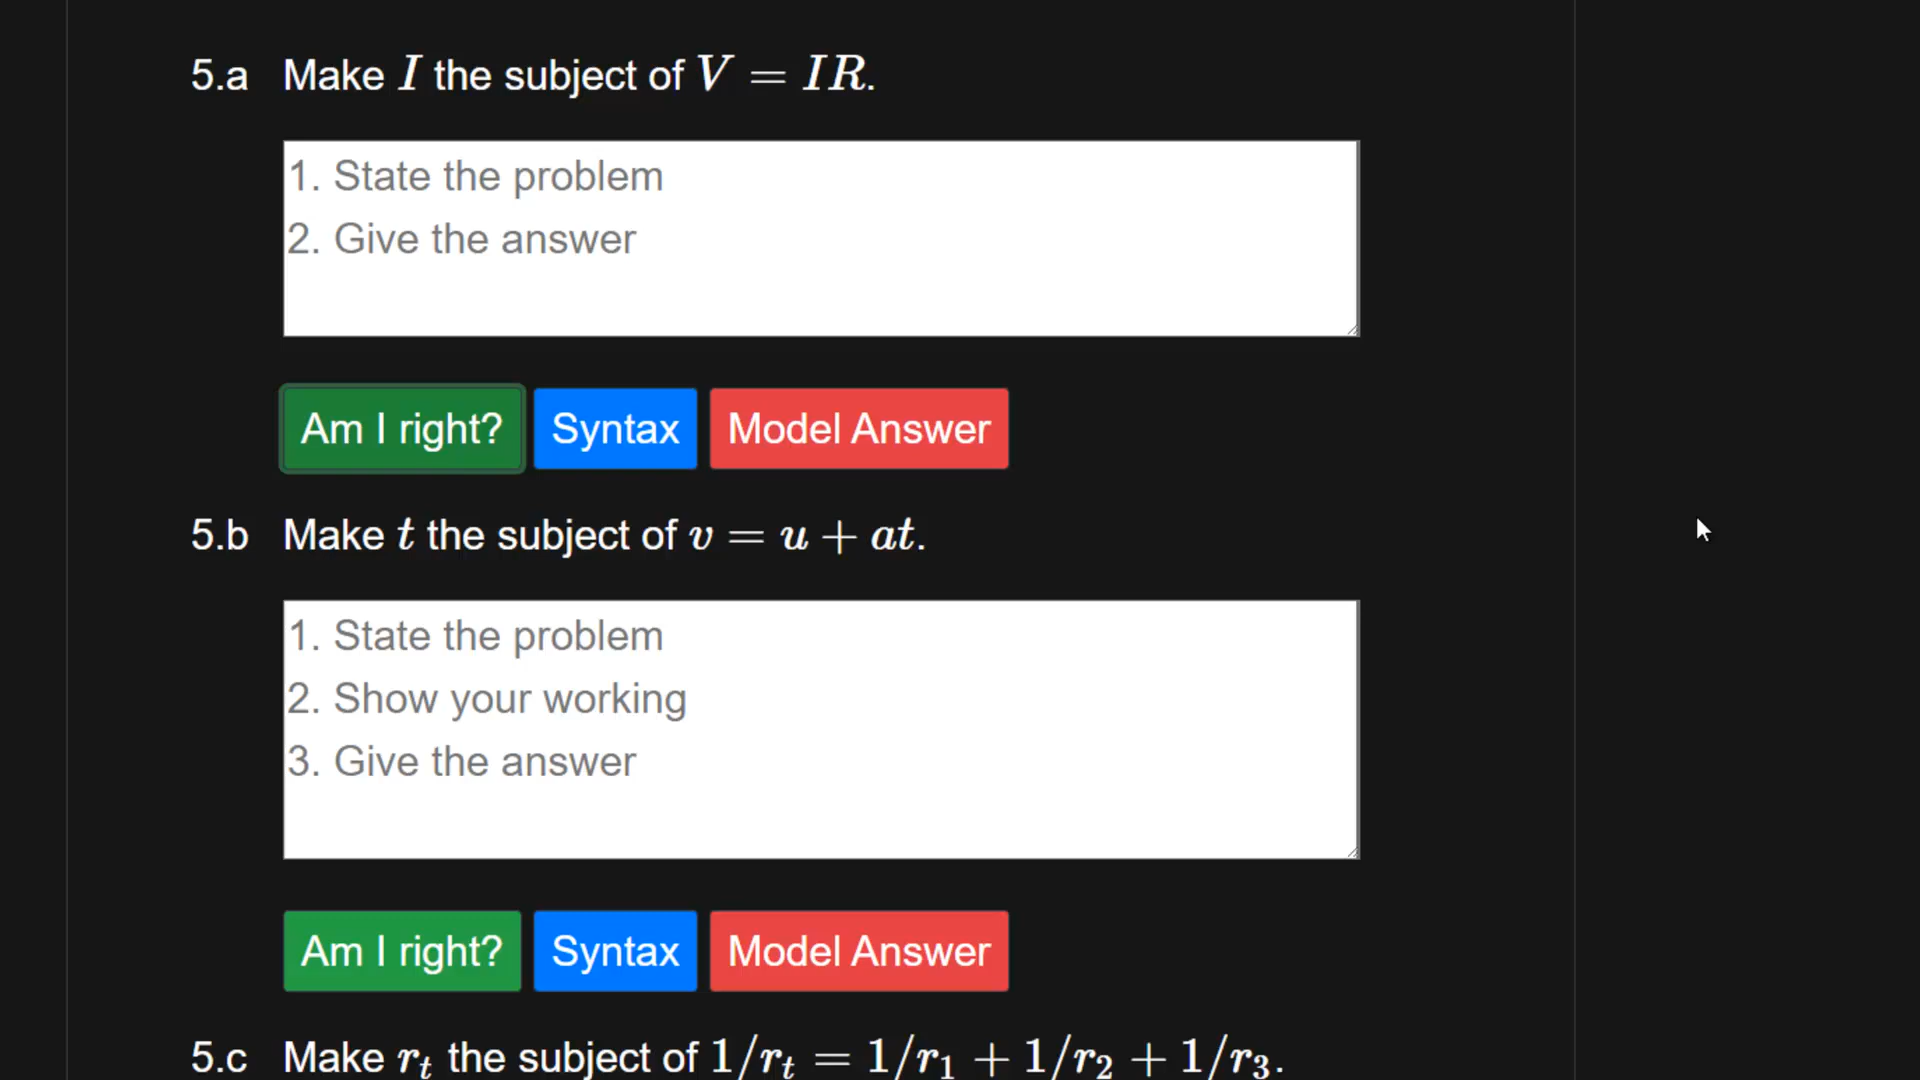 5.a Make I the subject of V = IR.
1. State the problem
2. Give the answer
Am I right? Syntax Model Answer
5.b Make t the subject of v = u + at.
1. State the problem
2. Show your working
3. Give the answer
Am I right? Syntax Model Answer
5.c Make rₜ the subject of 1/rₜ = 1/r₁ + 1/r₂ + 1/r₃.